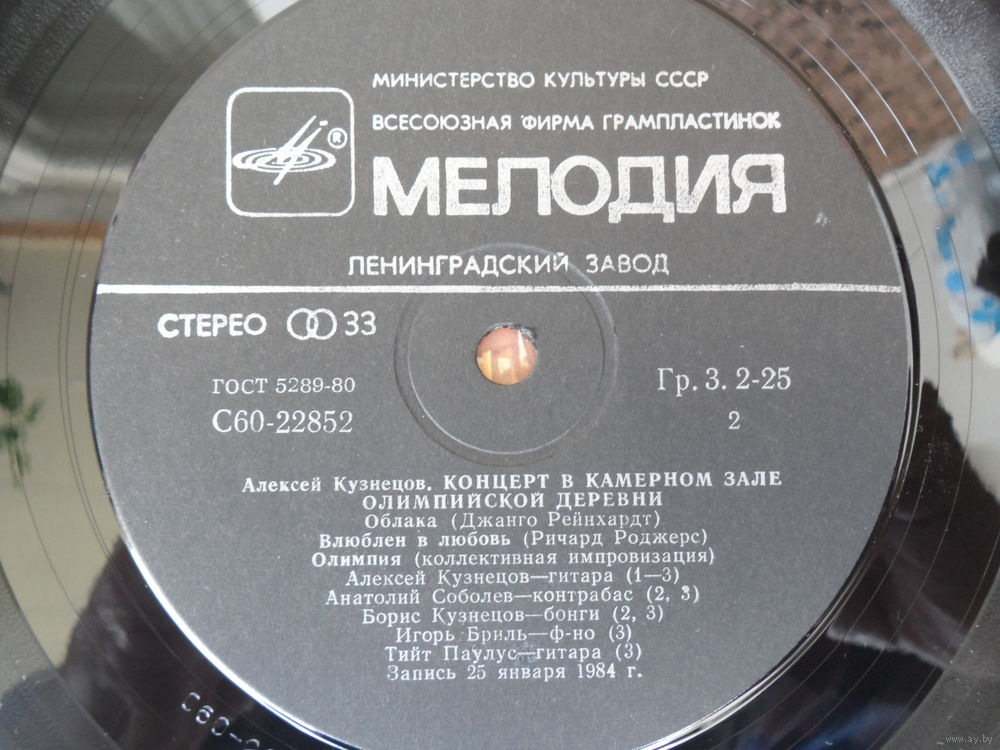 МИНИСТЕРСТВО КУЛЬТУРЫ СССР
ВСЕСОЮЗНАЯ ФИРМА ГРАМПЛАСТИНОК
®
МЕЛОДИЯ
ЛЕНИНГРАДСКИЙ ЗАВОД
СТЕРЕО 33
ГОСТ 5289-80
Гр. 3. 2-25
С60-22852
2
Алексей Кузнецов. КОНЦЕРТ В КАМЕРНОМ ЗАЛЕ
ОЛИМПИЙСКОЙ ДЕРЕВНИ
Облака (Джанго Рейнхардт)
Влюблен в любовь (Ричард Роджерс)
Олимпия (коллективная импровизация)
Алексей Кузнецов—гитара (1—3)
Анатолий Соболев—контрабас (2, 3)
Борис Кузнецов—бонги (2, 3)
Игорь Бриль—ф-но (3)
Тийт Паулус—гитара (3)
Запись 25 января 1984 г.
www.ay.by